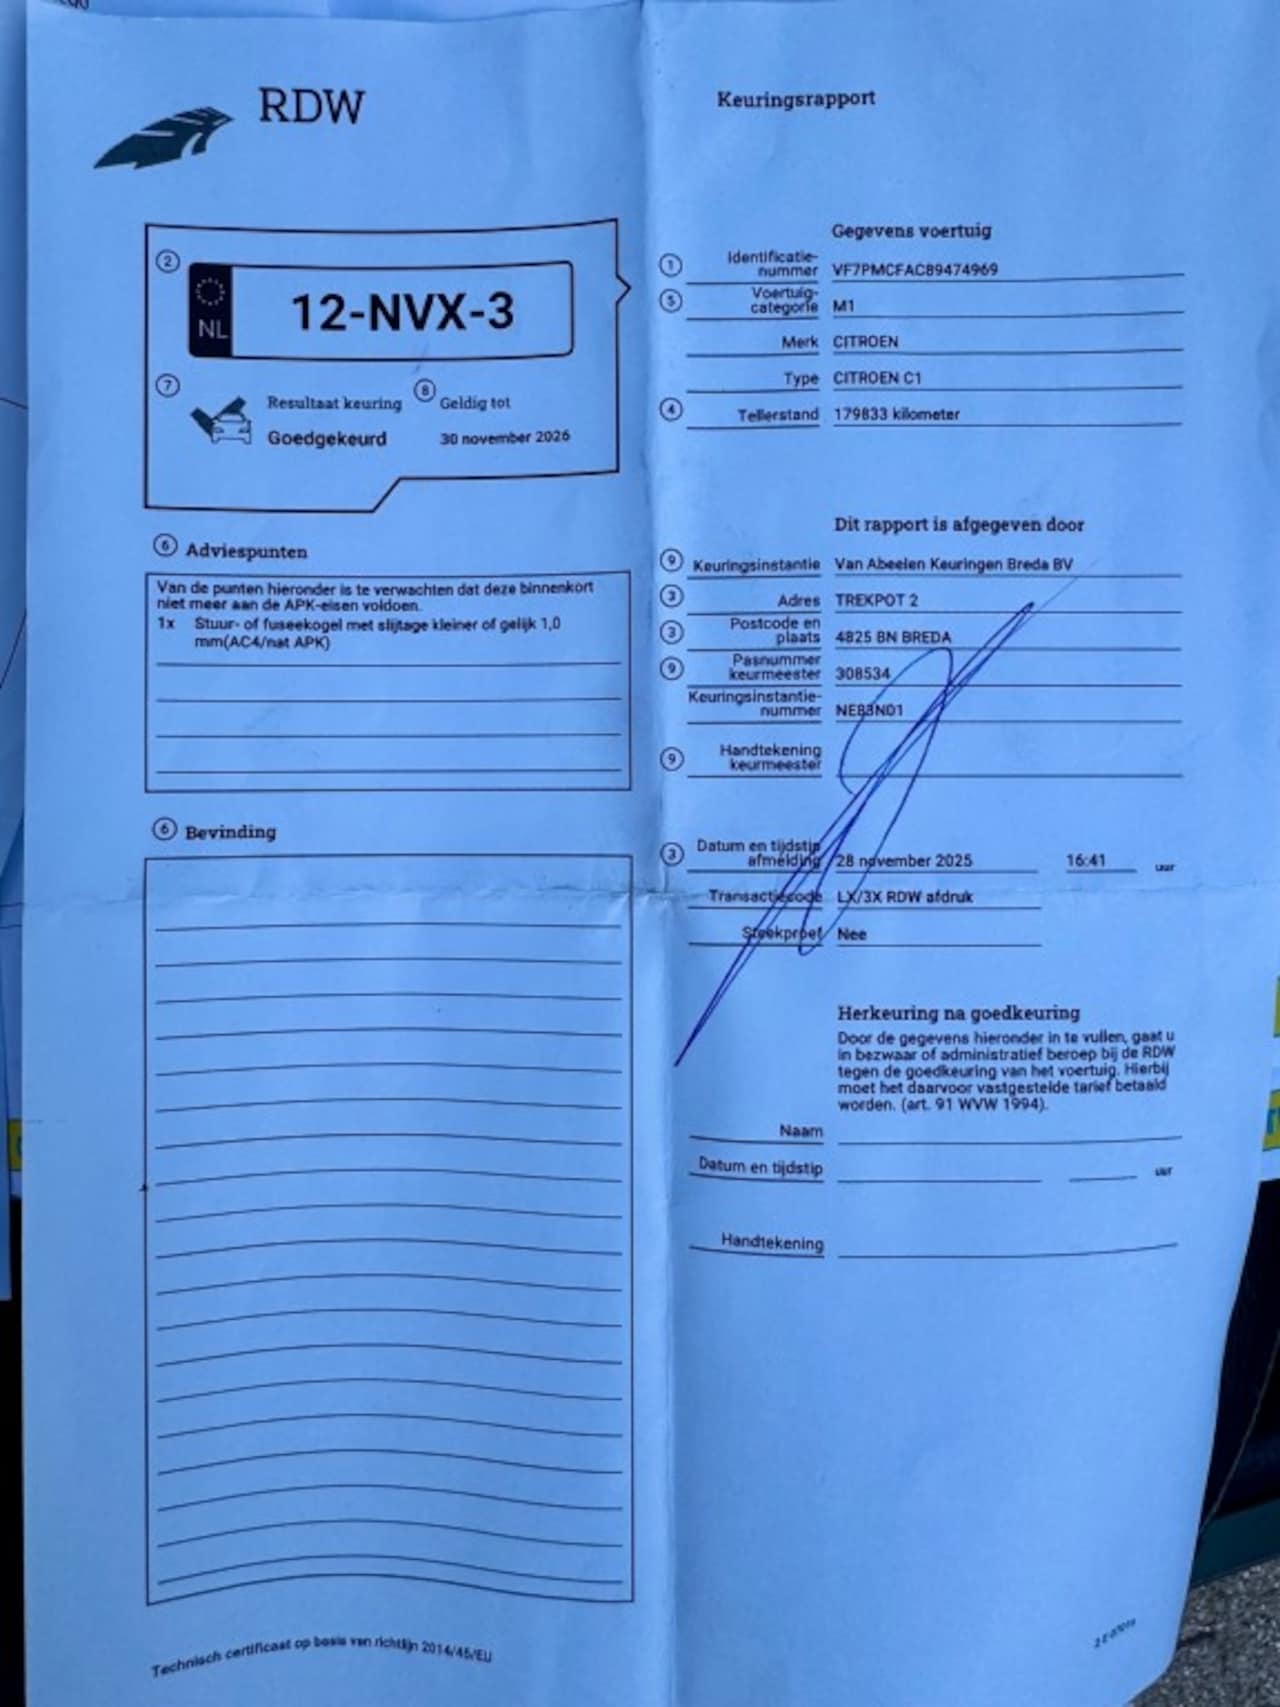 RDW
Keuringsrapport
2
NL
12-NVX-3
7
Resultaat keuring
Goedgekeurd
8
Geldig tot
30 november 2026
6 Adviespunten
Van de punten hieronder is te verwachten dat deze binnenkort
niet meer aan de APK-eisen voldoen.
1x Stuur- of fuseekogel met slijtage kleiner of gelijk 1,0
mm(AC4/nat APK)
6 Bevinding
Technisch certificaat op basis van richtlijn 2014/45/EU
Gegevens voertuig
1 Identificatie-
nummer VF7PMCFAC89474969
5 Voertuig-
categorie M1
Merk CITROEN
Type CITROEN C1
4 Tellerstand 179833 kilometer
Dit rapport is afgegeven door
9 Keuringsinstantie Van Abeelen Keuringen Breda BV
3 Adres TREKPOT 2
3 Postcode en
plaats 4825 BN BREDA
9 Pasnummer
keurmeester 308534
Keuringsinstantie-
nummer NE83N01
9 Handtekening
keurmeester
3 Datum en tijdstip
afmelding 28 november 2025 16:41 uur
Transactiecode LX/3X RDW afdruk
Steekproef Nee
Herkeuring na goedkeuring
Door de gegevens hieronder in te vullen, gaat u
in bezwaar of administratief beroep bij de RDW
tegen de goedkeuring van het voertuig. Hierbij
moet het daarvoor vastgestelde tarief betaald
worden. (art. 91 WVW 1994).
Naam
Datum en tijdstip uur
Handtekening